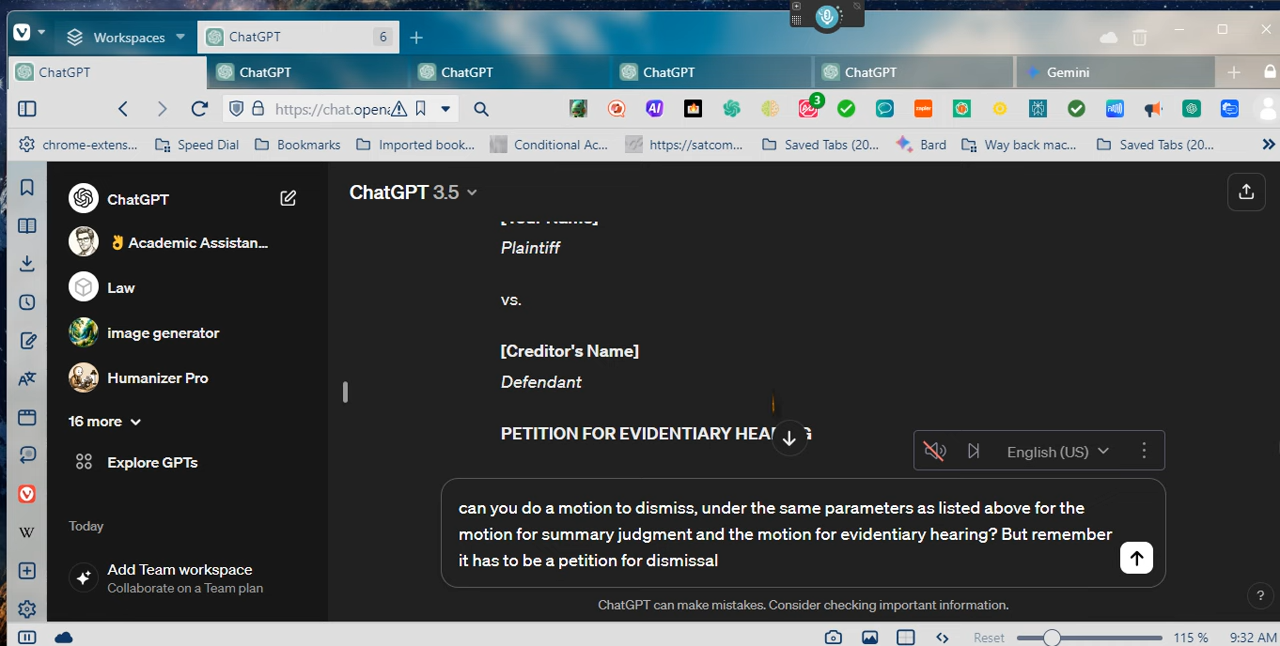 Workspaces
ChatGPT
6
ChatGPT
ChatGPT
ChatGPT
ChatGPT
ChatGPT
Gemini
https://chat.opena
AI
3
chrome-extens...
Speed Dial
Bookmarks
Imported book...
Conditional Ac...
https://satcom...
Saved Tabs (20...
Bard
Way back mac...
Saved Tabs (20...
ChatGPT
👌 Academic Assistan...
Law
image generator
Humanizer Pro
16 more
Explore GPTs
Today
Add Team workspace
Collaborate on a Team plan
ChatGPT 3.5
[Your Name]
Plaintiff
vs.
[Creditor's Name]
Defendant
PETITION FOR EVIDENTIARY HEARING
English (US)
can you do a motion to dismiss, under the same parameters as listed above for the
motion for summary judgment and the motion for evidentiary hearing? But remember
it has to be a petition for dismissal
ChatGPT can make mistakes. Consider checking important information.
?
W
Reset
115 %
9:32 AM